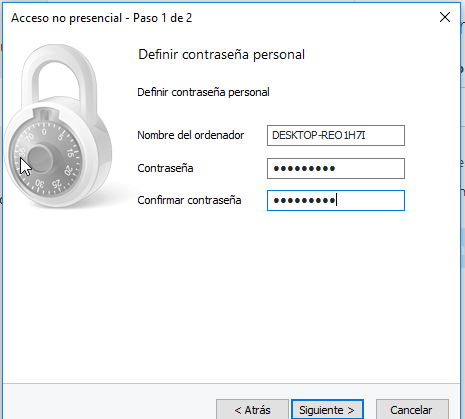 Acceso no presencial - Paso 1 de 2
Definir contraseña personal
Definir contraseña personal
Nombre del ordenador DESKTOP-REO1H7I
Contraseña ●●●●●●●●●
Confirmar contraseña ●●●●●●●●●
< Atrás Siguiente > Cancelar